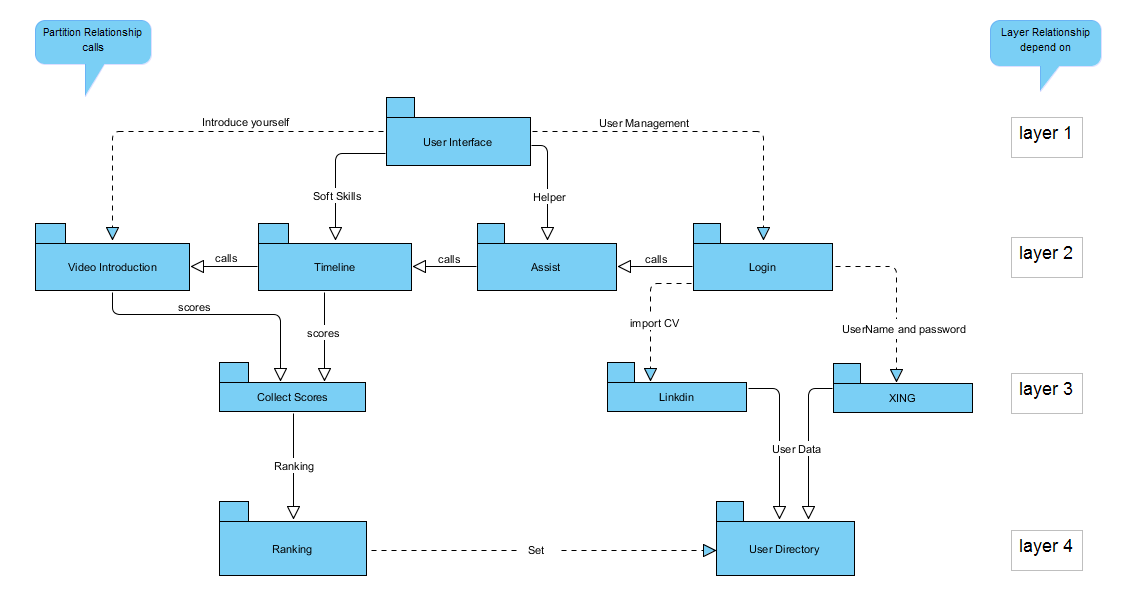 Partition Relationship
calls
Layer Relationship
depend on
Introduce yourself
User Management
layer 1
User Interface
Soft Skills
Helper
layer 2
Video Introduction
calls
Timeline
calls
Assist
calls
Login
scores
scores
import CV
UserName and password
layer 3
Collect Scores
Linkdin
XING
User Data
Ranking
layer 4
Ranking
Set
User Directory